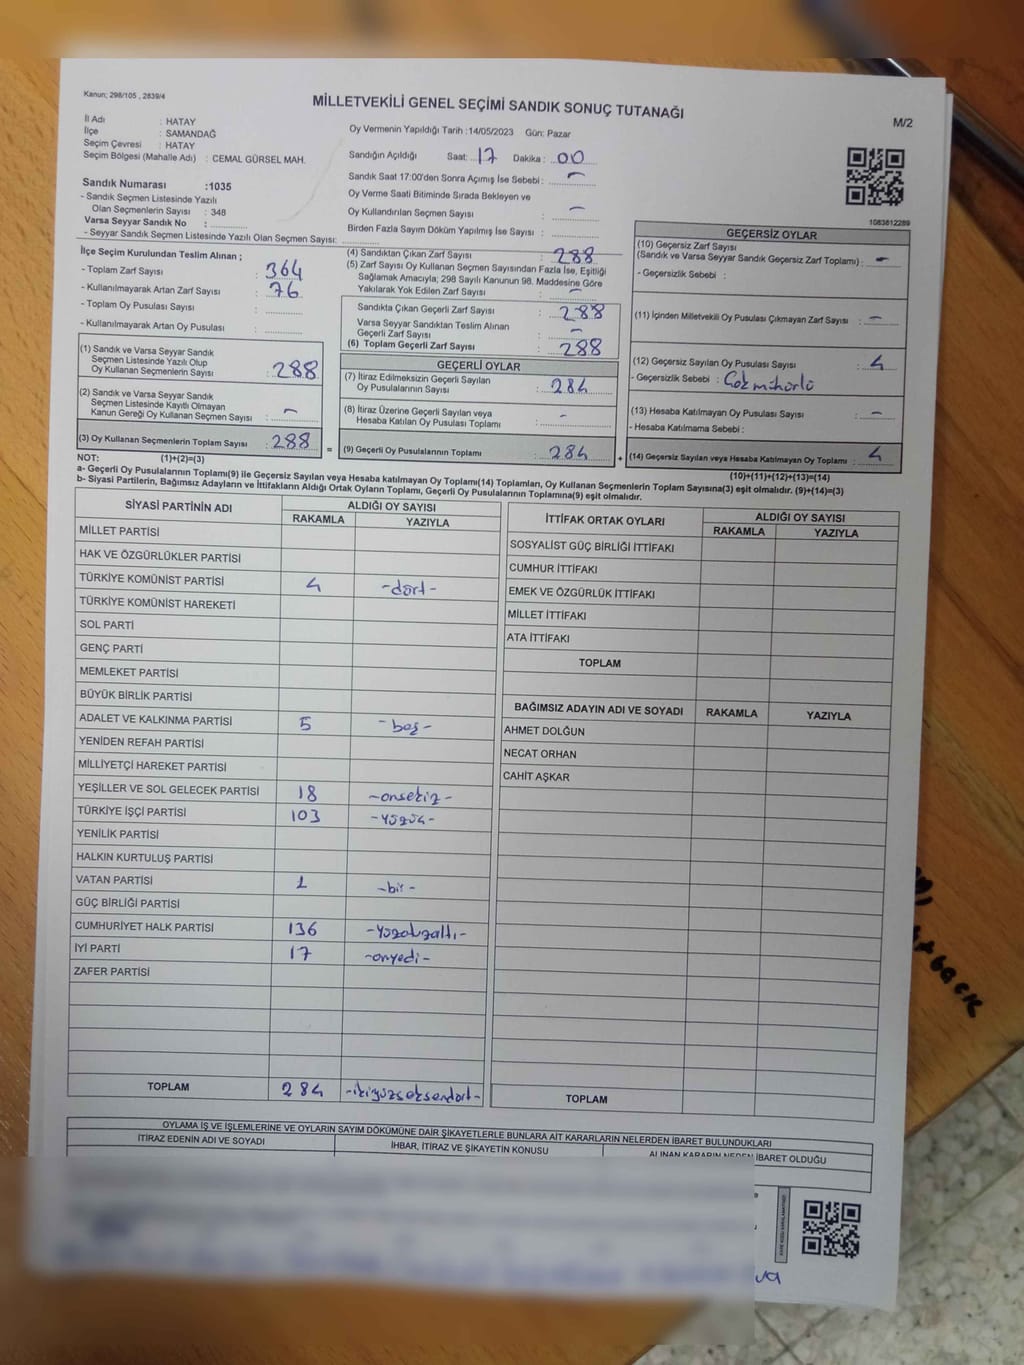 Kanun; 298/105 , 2839/4
MİLLETVEKİLİ GENEL SEÇİMİ SANDIK SONUÇ TUTANAĞI
M/2
İl Adı : HATAY
İlçe : SAMANDAĞ
Seçim Çevresi : HATAY
Seçim Bölgesi (Mahalle Adı) : CEMAL GÜRSEL MAH.
Sandık Numarası :1035
- Sandık Seçmen Listesinde Yazılı
Olan Seçmenlerin Sayısı : 348
Varsa Seyyar Sandık No :
- Seyyar Sandık Seçmen Listesinde Yazılı Olan Seçmen Sayısı:
Oy Vermenin Yapıldığı Tarih :14/05/2023 Gün: Pazar
Sandığın Açıldığı Saat: 17 Dakika : 00
Sandık Saat 17:00'den Sonra Açımış İse Sebebi : -
Oy Verme Saati Bitiminde Sırada Bekleyen ve
Oy Kullandırılan Seçmen Sayısı : -
Birden Fazla Sayım Döküm Yapılmış İse Sayısı :
1083612289
İlçe Seçim Kurulundan Teslim Alınan ;
- Toplam Zarf Sayısı : 364
- Kullanılmayarak Artan Zarf Sayısı : 76
- Toplam Oy Pusulası Sayısı :
- Kullanılmayarak Artan Oy Pusulası :
(1) Sandık ve Varsa Seyyar Sandık
Seçmen Listesinde Yazılı Olup
Oy Kullanan Seçmenlerin Sayısı : 288
(2) Sandık ve Varsa Seyyar Sandık
Seçmen Listesinde Kayıtlı Olmayan
Kanun Gereği Oy Kullanan Seçmen Sayısı : -
(3) Oy Kullanan Seçmenlerin Toplam Sayısı : 288
=
(4) Sandıktan Çıkan Zarf Sayısı : 288
(5) Zarf Sayısı Oy Kullanan Seçmen Sayısından Fazla İse, Eşitliği
Sağlamak Amacıyla; 298 Sayılı Kanunun 98. Maddesine Göre
Yakılarak Yok Edilen Zarf Sayısı : -
Sandıkta Çıkan Geçerli Zarf Sayısı : 288
Varsa Seyyar Sandıktan Teslim Alınan
Geçerli Zarf Sayısı : -
(6) Toplam Geçerli Zarf Sayısı : 288
GEÇERLİ OYLAR
(7) İtiraz Edilmeksizin Geçerli Sayılan
Oy Pusulalarının Sayısı : 284
(8) İtiraz Üzerine Geçerli Sayılan veya
Hesaba Katılan Oy Pusulası Toplamı : -
(9) Geçerli Oy Pusulalarının Toplamı : 284
+
GEÇERSİZ OYLAR
(10) Geçersiz Zarf Sayısı
(Sandık ve Varsa Seyyar Sandık Geçersiz Zarf Toplamı) : -
- Geçersizlik Sebebi :
(11) İçinden Milletvekili Oy Pusulası Çıkmayan Zarf Sayısı : -
(12) Geçersiz Sayılan Oy Pusulası Sayısı : 4
- Geçersizlik Sebebi : Çok mühürlü
(13) Hesaba Katılmayan Oy Pusulası Sayısı : -
- Hesaba Katılmama Sebebi :
(14) Geçersiz Sayılan veya Hesaba Katılmayan Oy Toplamı : 4
NOT: (1)+(2)=(3)
(10)+(11)+(12)+(13)=(14)
a- Geçerli Oy Pusulalarının Toplamı(9) ile Geçersiz Sayılan veya Hesaba katılmayan Oy Toplamı(14) Toplamları, Oy Kullanan Seçmenlerin Toplam Sayısına(3) eşit olmalıdır. (9)+(14)=(3)
b- Siyasi Partilerin, Bağımsız Adayların ve İttifakların Aldığı Ortak Oyların Toplamı, Geçerli Oy Pusulalarının Toplamına(9) eşit olmalıdır.
SİYASİ PARTİNİN ADI ALDIĞI OY SAYISI
RAKAMLA YAZIYLA
MİLLET PARTİSİ
HAK VE ÖZGÜRLÜKLER PARTİSİ
TÜRKİYE KOMÜNİST PARTİSİ 4 -dört-
TÜRKİYE KOMÜNİST HAREKETİ
SOL PARTİ
GENÇ PARTİ
MEMLEKET PARTİSİ
BÜYÜK BİRLİK PARTİSİ
ADALET VE KALKINMA PARTİSİ 5 -beş-
YENİDEN REFAH PARTİSİ
MİLLİYETÇİ HAREKET PARTİSİ
YEŞİLLER VE SOL GELECEK PARTİSİ 18 -onsekiz-
TÜRKİYE İŞÇİ PARTİSİ 103 -yüzüç-
YENİLİK PARTİSİ
HALKIN KURTULUŞ PARTİSİ
VATAN PARTİSİ 1 -bir-
GÜÇ BİRLİĞİ PARTİSİ
CUMHURİYET HALK PARTİSİ 136 -yüzotuzaltı-
İYİ PARTİ 17 -onyedi-
ZAFER PARTİSİ
TOPLAM 284 -ikiyüzseksendört-
İTTİFAK ORTAK OYLARI ALDIĞI OY SAYISI
RAKAMLA YAZIYLA
SOSYALİST GÜÇ BİRLİĞİ İTTİFAKI
CUMHUR İTTİFAKI
EMEK VE ÖZGÜRLÜK İTTİFAKI
MİLLET İTTİFAKI
ATA İTTİFAKI
TOPLAM
BAĞIMSIZ ADAYIN ADI VE SOYADI RAKAMLA YAZIYLA
AHMET DOLĞUN
NECAT ORHAN
CAHİT AŞKAR
TOPLAM
OYLAMA İŞ VE İŞLEMLERİNE VE OYLARIN SAYIM DÖKÜMÜNE DAİR ŞİKAYETLERLE BUNLARA AİT KARARLARIN NELERDEN İBARET BULUNDUKLARI
İTİRAZ EDENİN ADI VE SOYADI İHBAR, İTİRAZ VE ŞİKAYETİN KONUSU ALINAN KARARIN NEDEN İBARET OLDUĞU